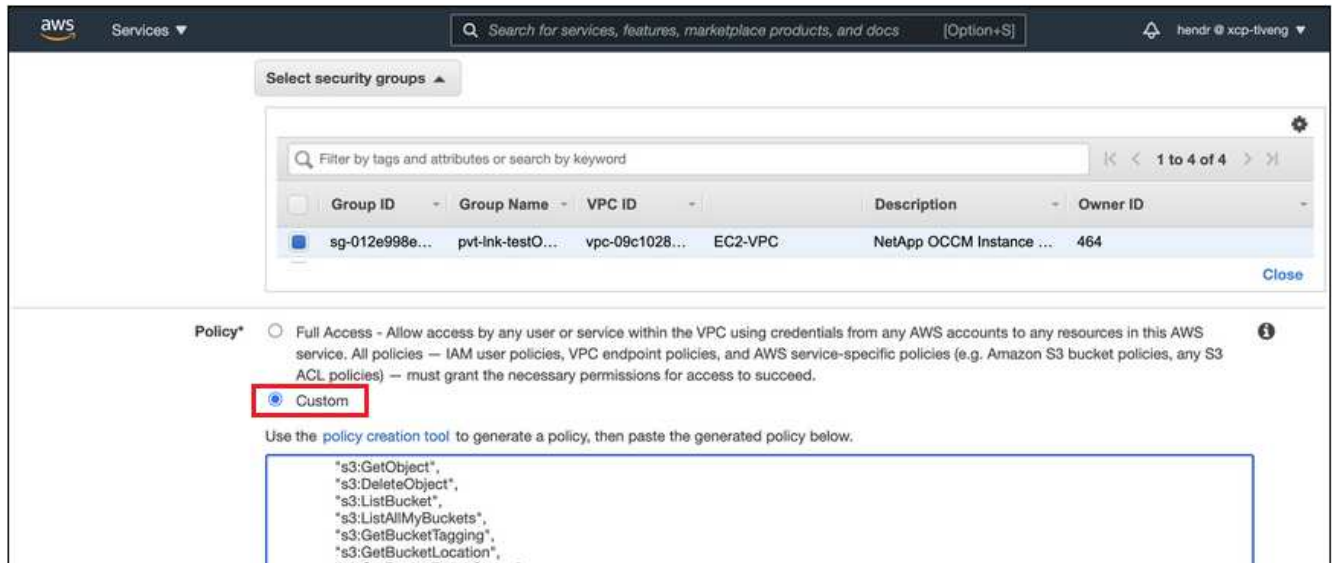 aws Services ▼ Search for services, features, marketplace products, and docs [Option+S] hendr @ xcp-tlveng ▼
Select security groups ▲
Filter by tags and attributes or search by keyword 1 to 4 of 4
Group ID Group Name VPC ID Description Owner ID
sg-012e998e... pvt-lnk-testO... vpc-09c1028... EC2-VPC NetApp OCCM Instance ... 464
Close
Policy* Full Access - Allow access by any user or service within the VPC using credentials from any AWS accounts to any resources in this AWS
service. All policies — IAM user policies, VPC endpoint policies, and AWS service-specific policies (e.g. Amazon S3 bucket policies, any S3
ACL policies) — must grant the necessary permissions for access to succeed.
Custom
Use the policy creation tool to generate a policy, then paste the generated policy below.
"s3:GetObject",
"s3:DeleteObject",
"s3:ListBucket",
"s3:ListAllMyBuckets",
"s3:GetBucketTagging",
"s3:GetBucketLocation",